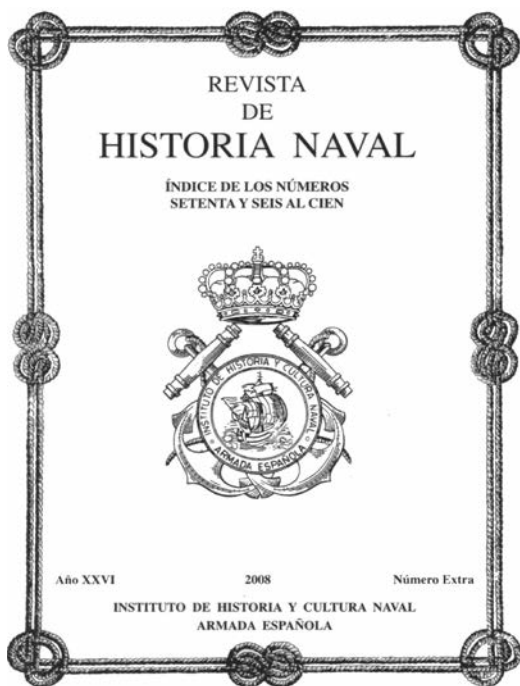 REVISTA
DE
HISTORIA NAVAL
ÍNDICE DE LOS NÚMEROS
SETENTA Y SEIS AL CIEN
INSTITUTO DE HISTORIA Y CULTURA NAVAL
ARMADA ESPAÑOLA
Año XXVI 2008 Número Extra
INSTITUTO DE HISTORIA Y CULTURA NAVAL
ARMADA ESPAÑOLA